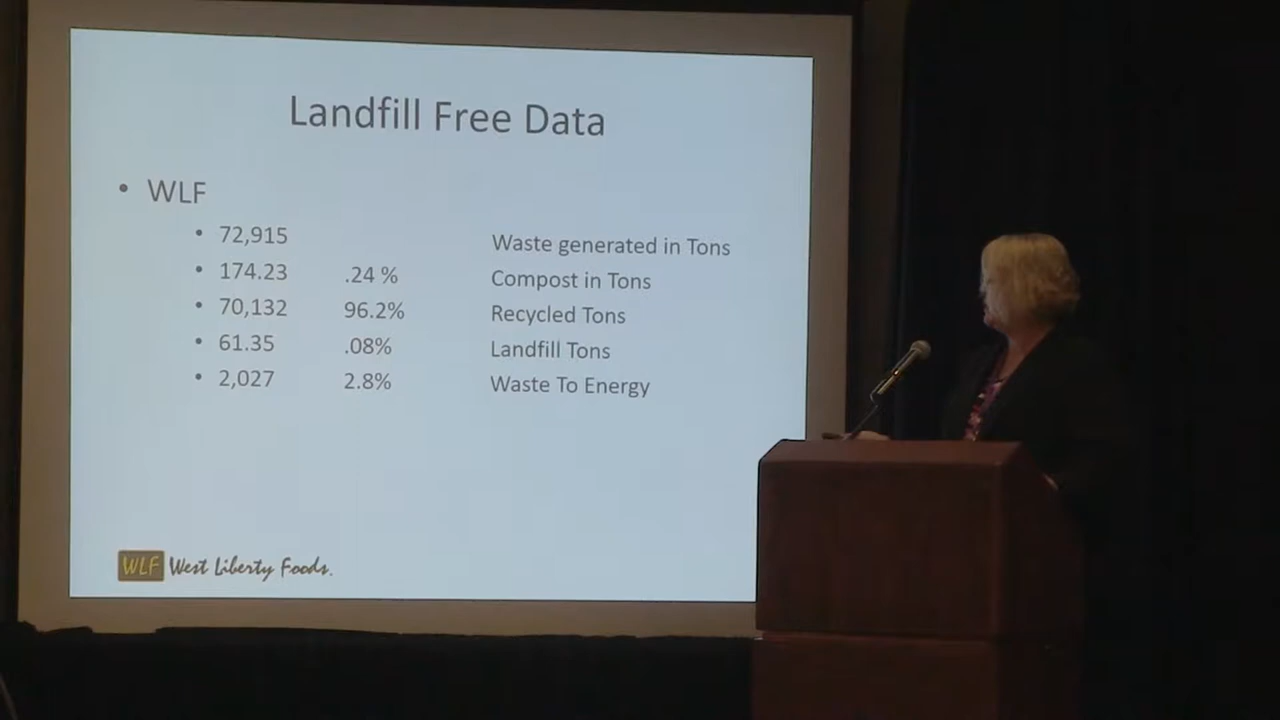 Landfill Free Data
• WLF
• 72,915 Waste generated in Tons
• 174.23 .24 % Compost in Tons
• 70,132 96.2% Recycled Tons
• 61.35 .08% Landfill Tons
• 2,027 2.8% Waste To Energy
WLF West Liberty Foods.